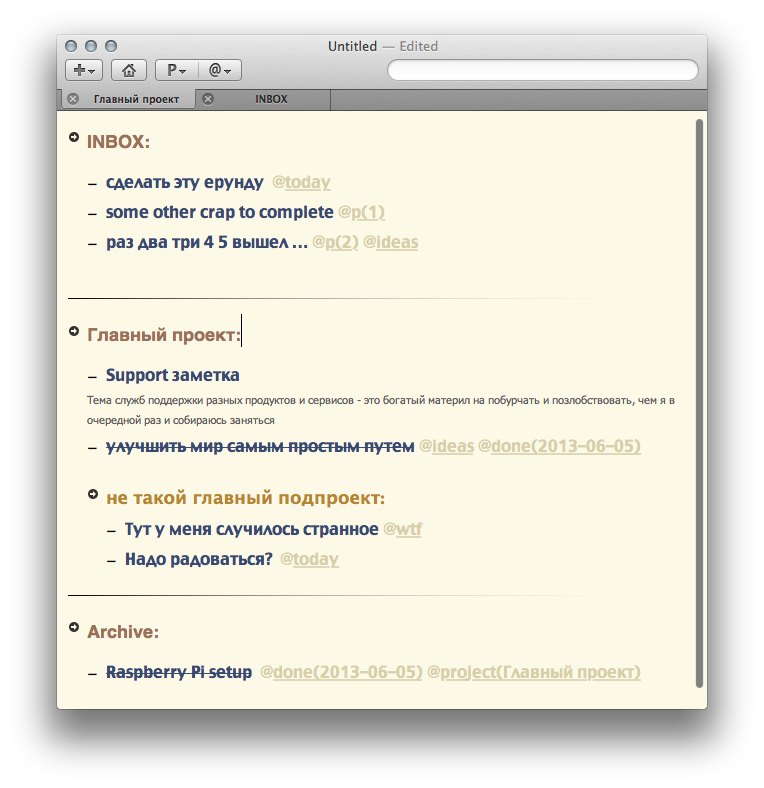 Untitled — Edited
P @
Главный проект INBOX
INBOX:
– сделать эту ерунду @today
– some other crap to complete @p(1)
– раз два три 4 5 вышел ... @p(2) @ideas
Главный проект:
– Support заметка
Тема служб поддержки разных продуктов и сервисов - это богатый материл на побурчать и позлобствовать, чем я в
очередной раз и собираюсь заняться
– улучшить мир самым простым путем @ideas @done(2013-06-05)
не такой главный подпроект:
– Тут у меня случилось странное @wtf
– Надо радоваться? @today
Archive:
– Raspberry Pi setup @done(2013-06-05) @project(Главный проект)